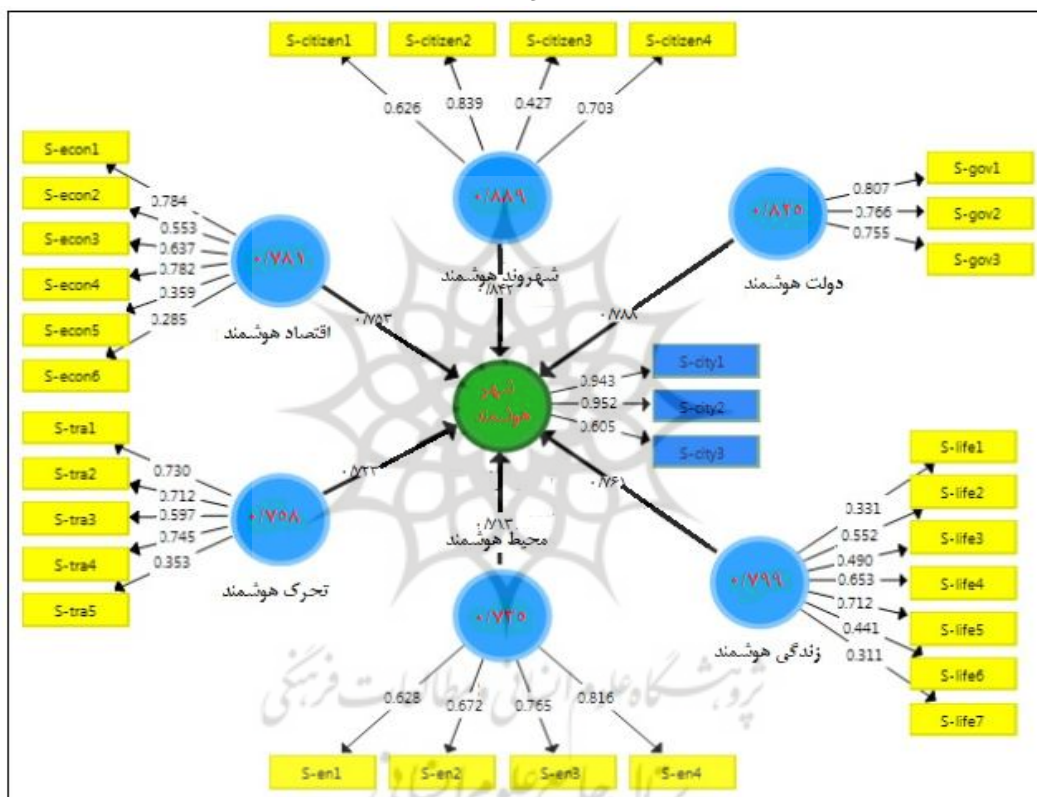 S-citizen1 S-citizen2 S-citizen3 S-citizen4
0.626 0.839 0.427 0.703
۰/۸۸۹
شهروند هوشمند
۰/۸۴۲
S-econ1
S-econ2
S-econ3
S-econ4
S-econ5
S-econ6
0.784
0.553
0.637
0.782
0.359
0.285
۰/۷۸۱
اقتصاد هوشمند
۰/۷۵۳
S-gov1
S-gov2
S-gov3
0.807
0.766
0.755
۰/۸۲۵
دولت هوشمند
۰/۷۸۸
شهر
هوشمند
0.943
0.952
0.605
S-city1
S-city2
S-city3
S-tra1
S-tra2
S-tra3
S-tra4
S-tra5
0.730
0.712
0.597
0.745
0.353
۰/۷۵۸
تحرک هوشمند
۰/۷۱۳
محیط هوشمند
۰/۷۳۵
0.628 0.672 0.765 0.816
S-en1 S-en2 S-en3 S-en4
۰/۷۶۱
۰/۷۹۹
زندگی هوشمند
0.331
0.552
0.490
0.653
0.712
0.441
0.311
S-life1
S-life2
S-life3
S-life4
S-life5
S-life6
S-life7
پژوهشگاه علوم انسانی و مطالعات فرهنگی